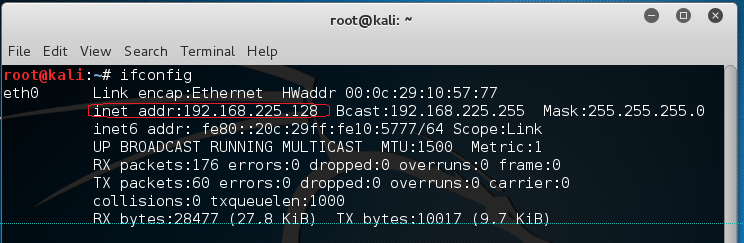 root@kali: ~
File Edit View Search Terminal Help
root@kali:~# ifconfig
eth0 Link encap:Ethernet HWaddr 00:0c:29:10:57:77
inet addr:192.168.225.128 Bcast:192.168.225.255 Mask:255.255.255.0
inet6 addr: fe80::20c:29ff:fe10:5777/64 Scope:Link
UP BROADCAST RUNNING MULTICAST MTU:1500 Metric:1
RX packets:176 errors:0 dropped:0 overruns:0 frame:0
TX packets:60 errors:0 dropped:0 overruns:0 carrier:0
collisions:0 txqueuelen:1000
RX bytes:28477 (27.8 KiB) TX bytes:10017 (9.7 KiB)